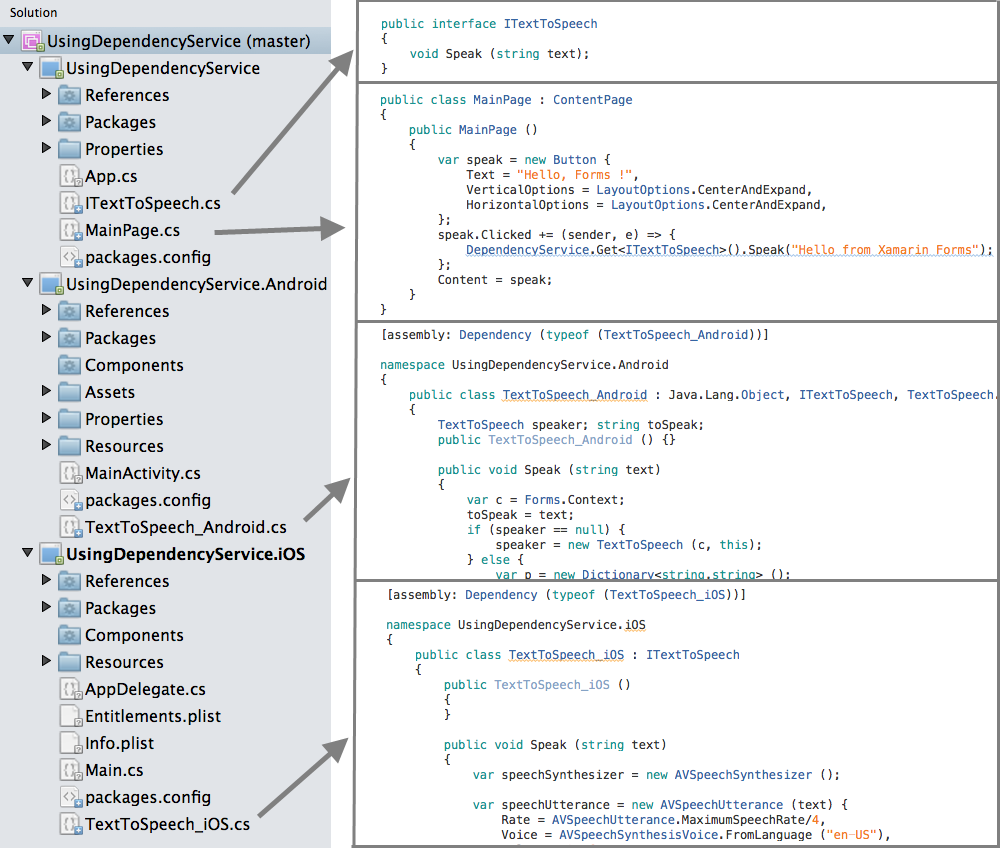 Solution
UsingDependencyService (master)
UsingDependencyService
References
Packages
Properties
App.cs
ITextToSpeech.cs
MainPage.cs
packages.config
UsingDependencyService.Android
References
Packages
Components
Assets
Properties
Resources
MainActivity.cs
packages.config
TextToSpeech_Android.cs
UsingDependencyService.iOS
References
Packages
Components
Resources
AppDelegate.cs
Entitlements.plist
Info.plist
Main.cs
packages.config
TextToSpeech_iOS.cs
public interface ITextToSpeech
{
    void Speak (string text);
}
public class MainPage : ContentPage
{
    public MainPage ()
    {
        var speak = new Button {
            Text = "Hello, Forms !",
            VerticalOptions = LayoutOptions.CenterAndExpand,
            HorizontalOptions = LayoutOptions.CenterAndExpand,
        };
        speak.Clicked += (sender, e) => {
            DependencyService.Get<ITextToSpeech>().Speak("Hello from Xamarin Forms");
        };
        Content = speak;
    }
}
[assembly: Dependency (typeof (TextToSpeech_Android))]
namespace UsingDependencyService.Android
{
    public class TextToSpeech_Android : Java.Lang.Object, ITextToSpeech, TextToSpeech.
    {
        TextToSpeech speaker; string toSpeak;
        public TextToSpeech_Android () {}
        public void Speak (string text)
        {
            var c = Forms.Context;
            toSpeak = text;
            if (speaker == null) {
                speaker = new TextToSpeech (c, this);
            } else {
                var p = new Dictionary<string,string> ();
[assembly: Dependency (typeof (TextToSpeech_iOS))]
namespace UsingDependencyService.iOS
{
    public class TextToSpeech_iOS : ITextToSpeech
    {
        public TextToSpeech_iOS ()
        {
        }
        public void Speak (string text)
        {
            var speechSynthesizer = new AVSpeechSynthesizer ();
            var speechUtterance = new AVSpeechUtterance (text) {
                Rate = AVSpeechUtterance.MaximumSpeechRate/4,
                Voice = AVSpeechSynthesisVoice.FromLanguage ("en-US"),